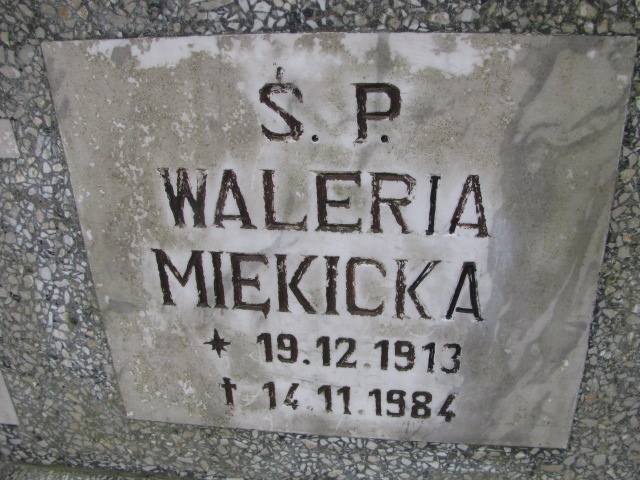 Ś. P.
WALERIA
MIĘKICKA
* 19.12.1913
† 14.11.1984